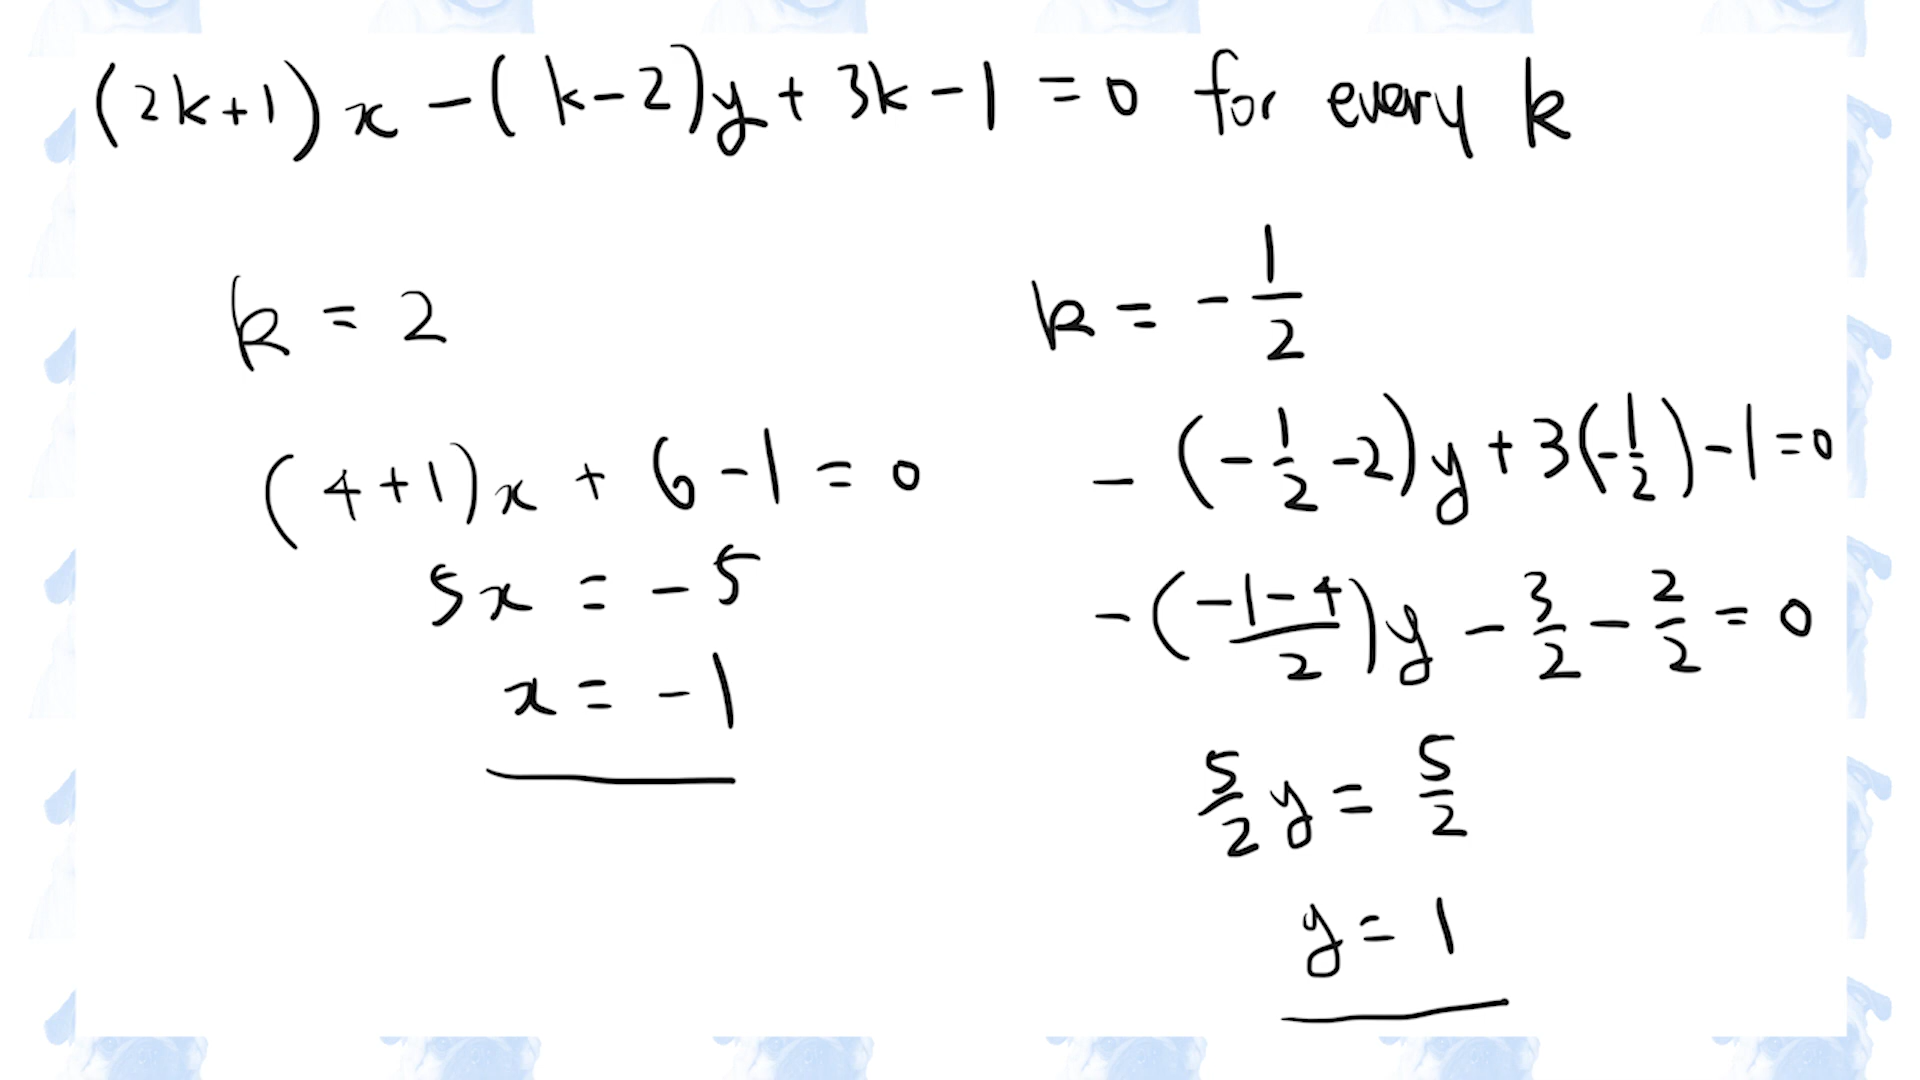 (2k+1)x-(k-2)y+3k-1=0 for every k
k=2
(4+1)x+6-1=0
5x=-5
x=-1
k=-1/2
-(-1/2-2)y+3(-1/2)-1=0
-((-1-4)/2)y-3/2-2/2=0
5/2y=5/2
y=1